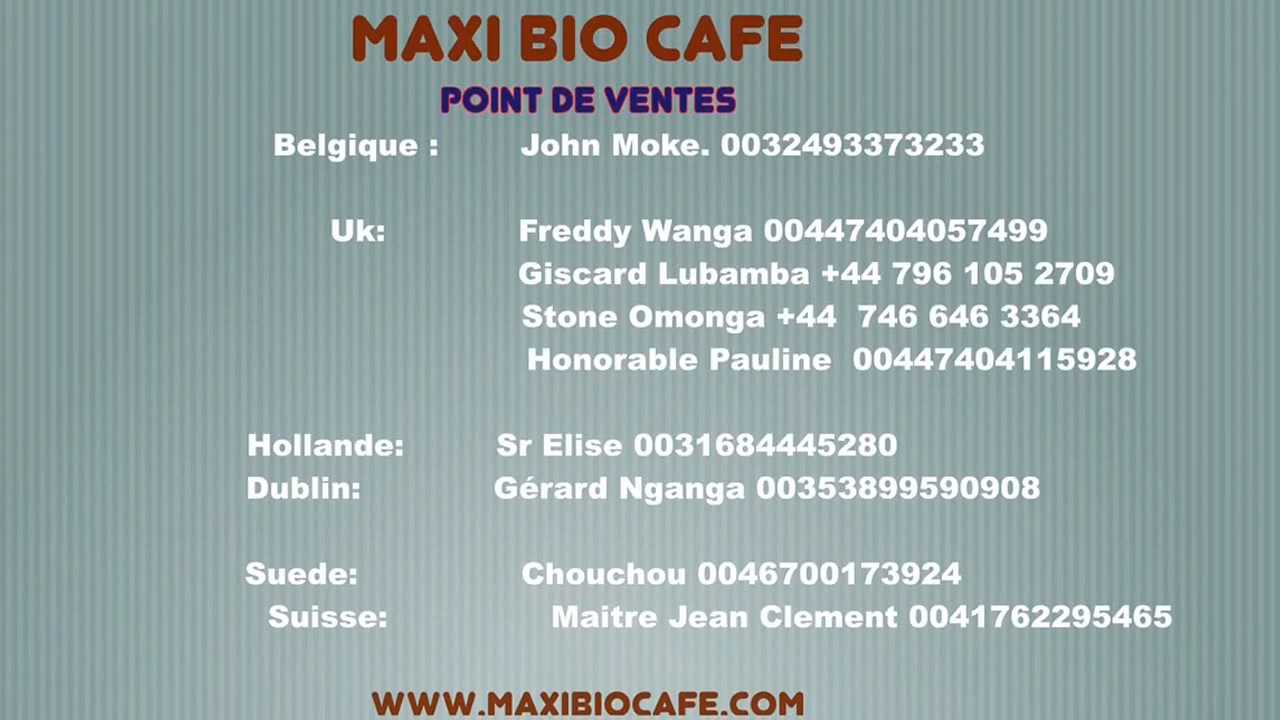 MAXI BIO CAFE
POINT DE VENTES
Belgique : John Moke. 0032493373233
Uk: Freddy Wanga 00447404057499
Giscard Lubamba +44 796 105 2709
Stone Omonga +44 746 646 3364
Honorable Pauline 00447404115928
Hollande: Sr Elise 0031684445280
Dublin: Gérard Nganga 00353899590908
Suede: Chouchou 0046700173924
Suisse: Maitre Jean Clement 0041762295465
WWW.MAXIBIOCAFE.COM